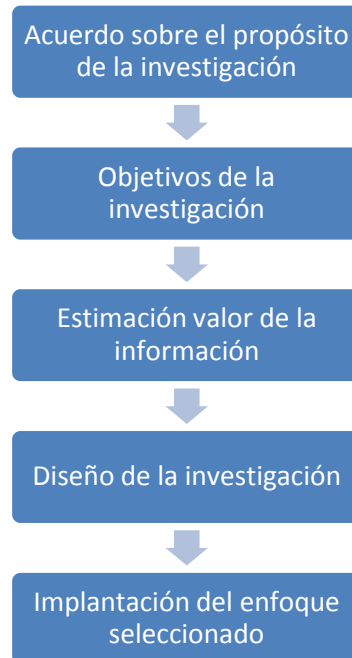 Acuerdo sobre el propósito
de la investigación
Objetivos de la
investigación
Estimación valor de la
información
Diseño de la investigación
Implantación del enfoque
seleccionado